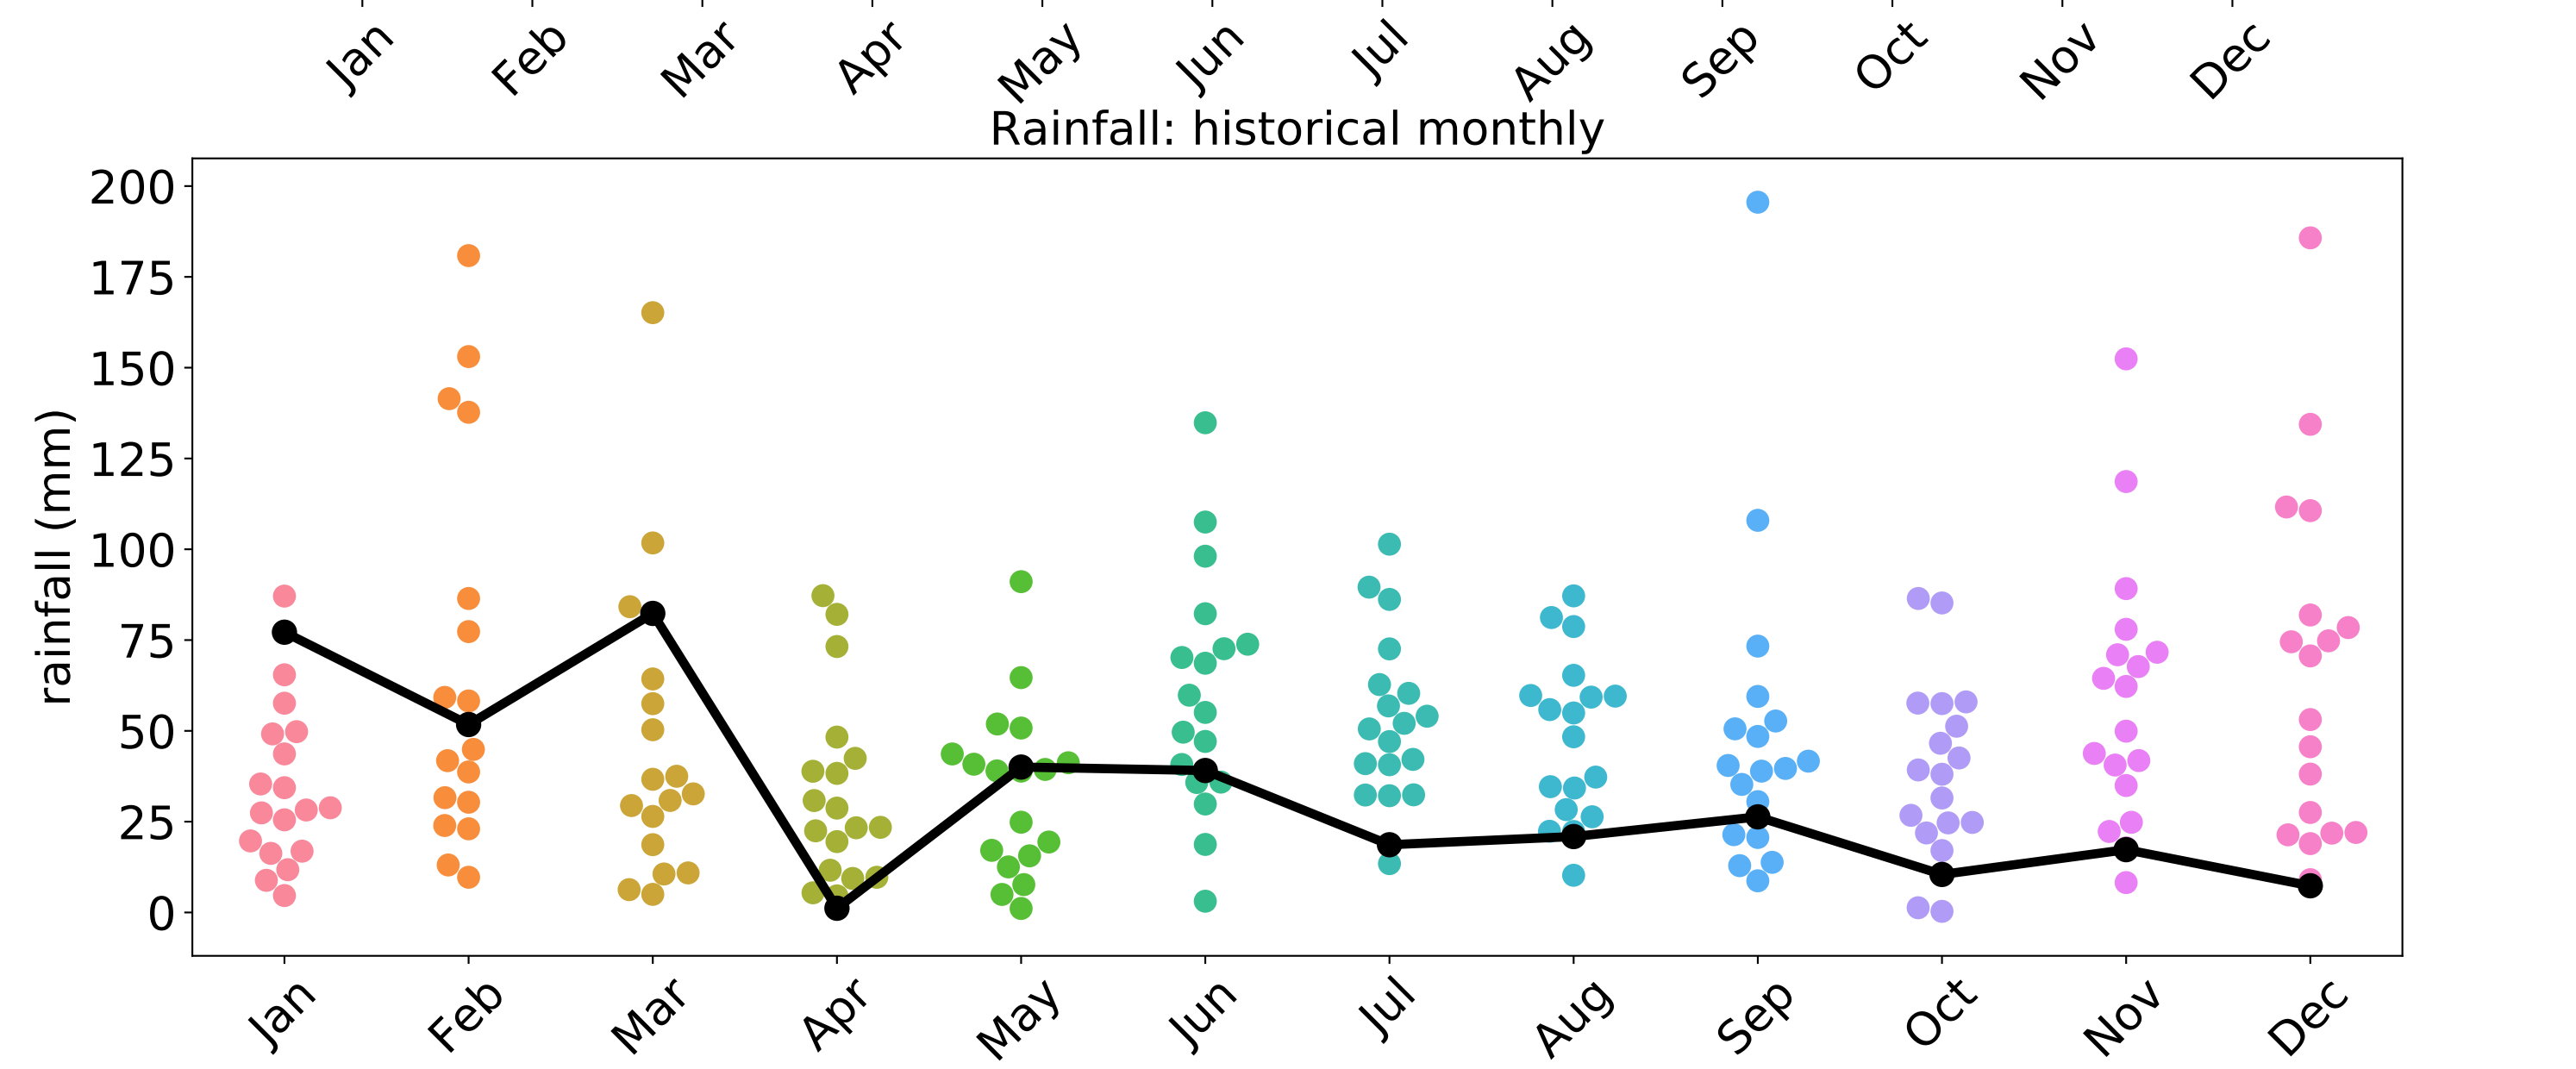 Jan Feb Mar Apr May Jun Jul Aug Sep Oct Nov Dec
Rainfall: historical monthly
rainfall (mm)
200
175
150
125
100
75
50
25
0
Jan Feb Mar Apr May Jun Jul Aug Sep Oct Nov Dec